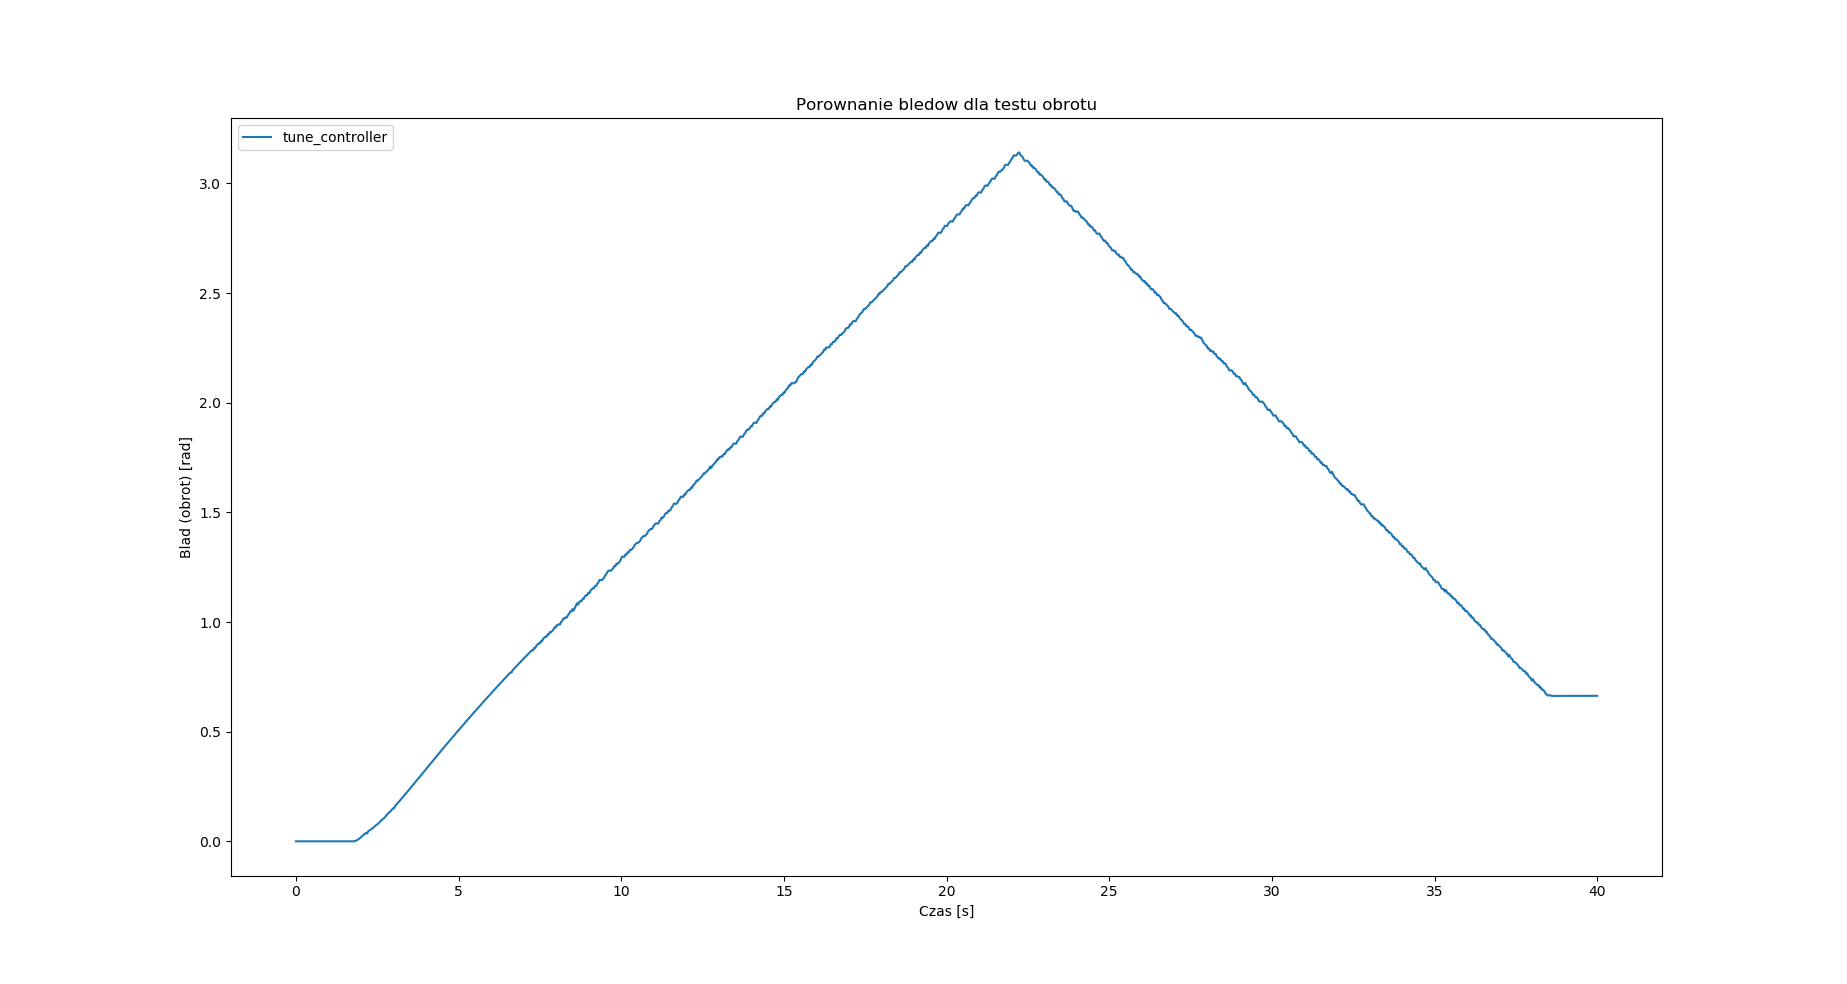 Porownanie bledow dla testu obrotu
tune_controller
3.0
2.5
2.0
1.5
1.0
0.5
0.0
Blad (obrot) [rad]
0 5 10 15 20 25 30 35 40
Czas [s]